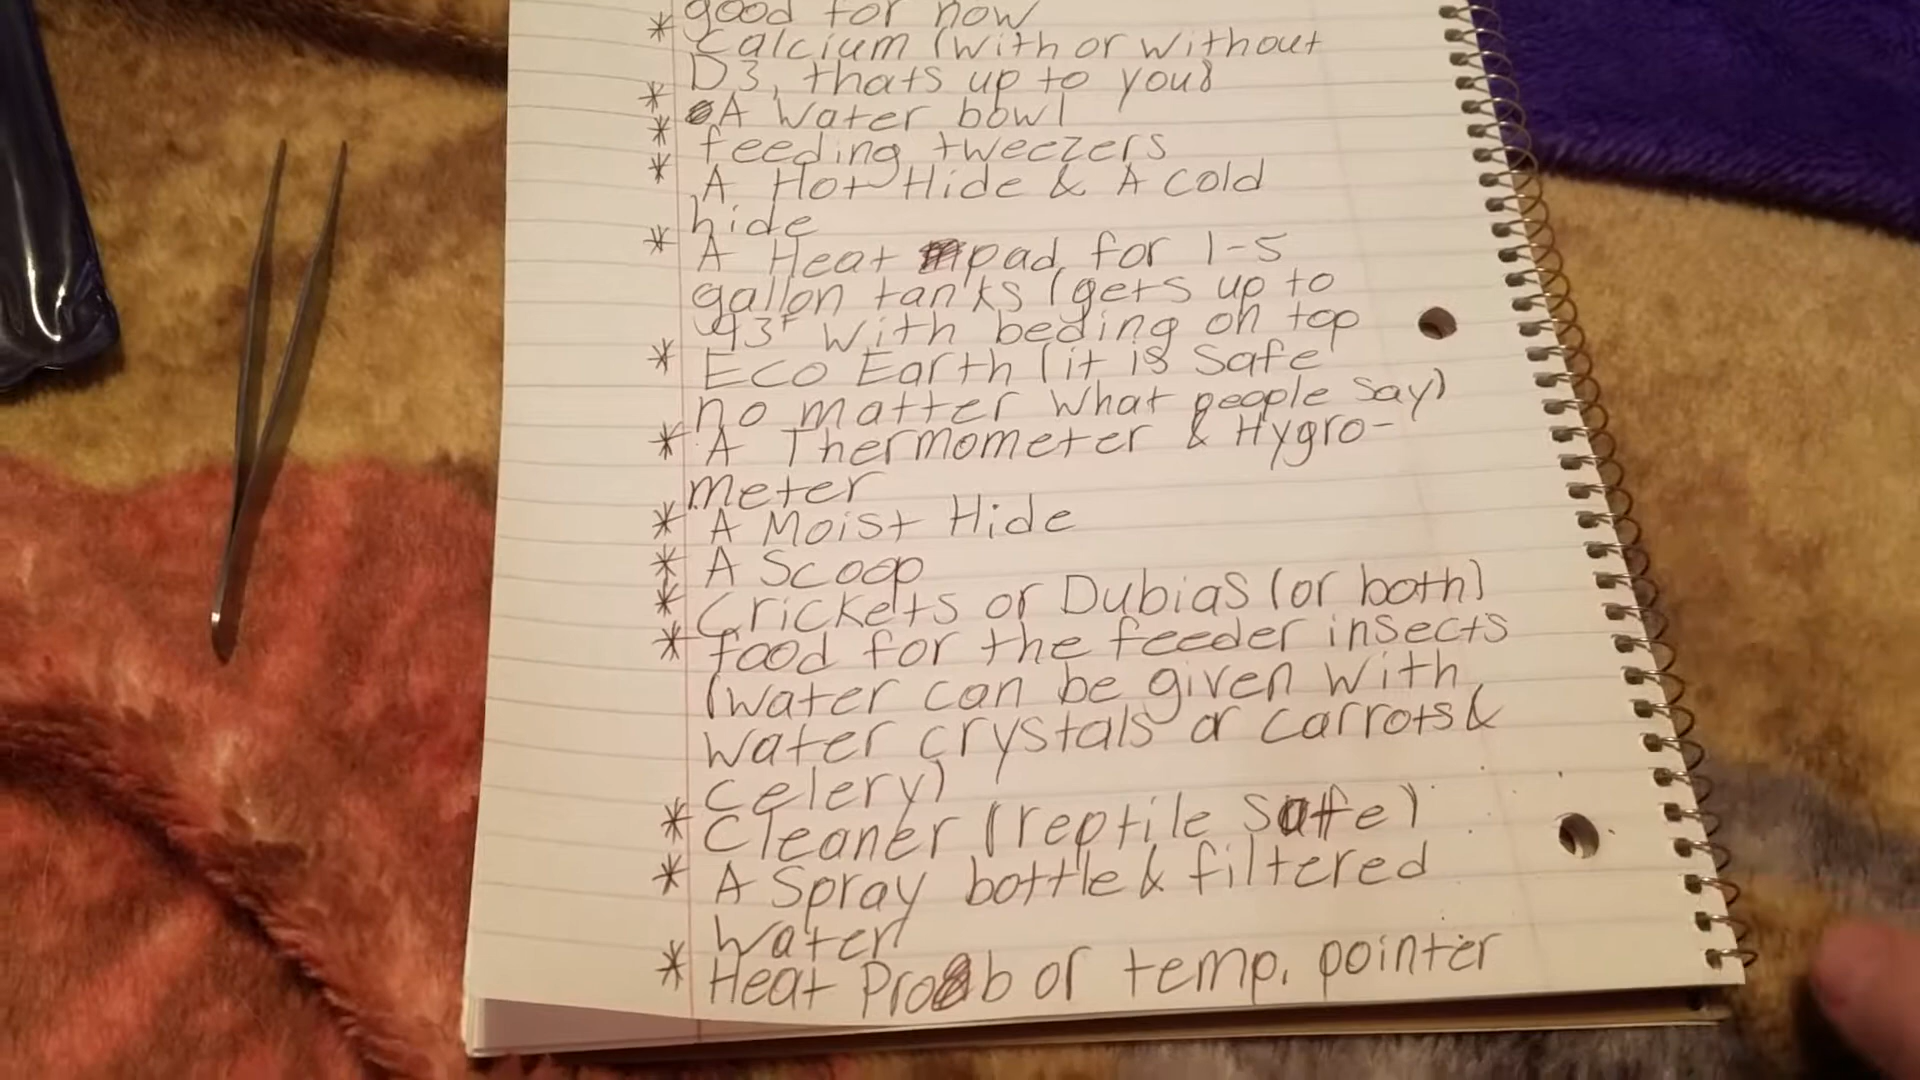 good for now
* Calcium (with or without
D3, thats up to you)
* A Water bowl
* feeding tweezers
* A Hot Hide & A cold
hide
* A Heat pad for 1-5
gallon tanks (gets up to
93F with beding on top
* Eco Earth (it is safe
no matter what people say)
* A Thermometer & Hygro-
meter
* A Moist Hide
* A Scoop
* Crickets or Dubias (or both)
* food for the feeder insects
(water can be given with
water crystals or carrots &
celery)
* Cleaner (reptile safe)
* A Spray bottle & filtered
water
* Heat Prob or temp. pointer